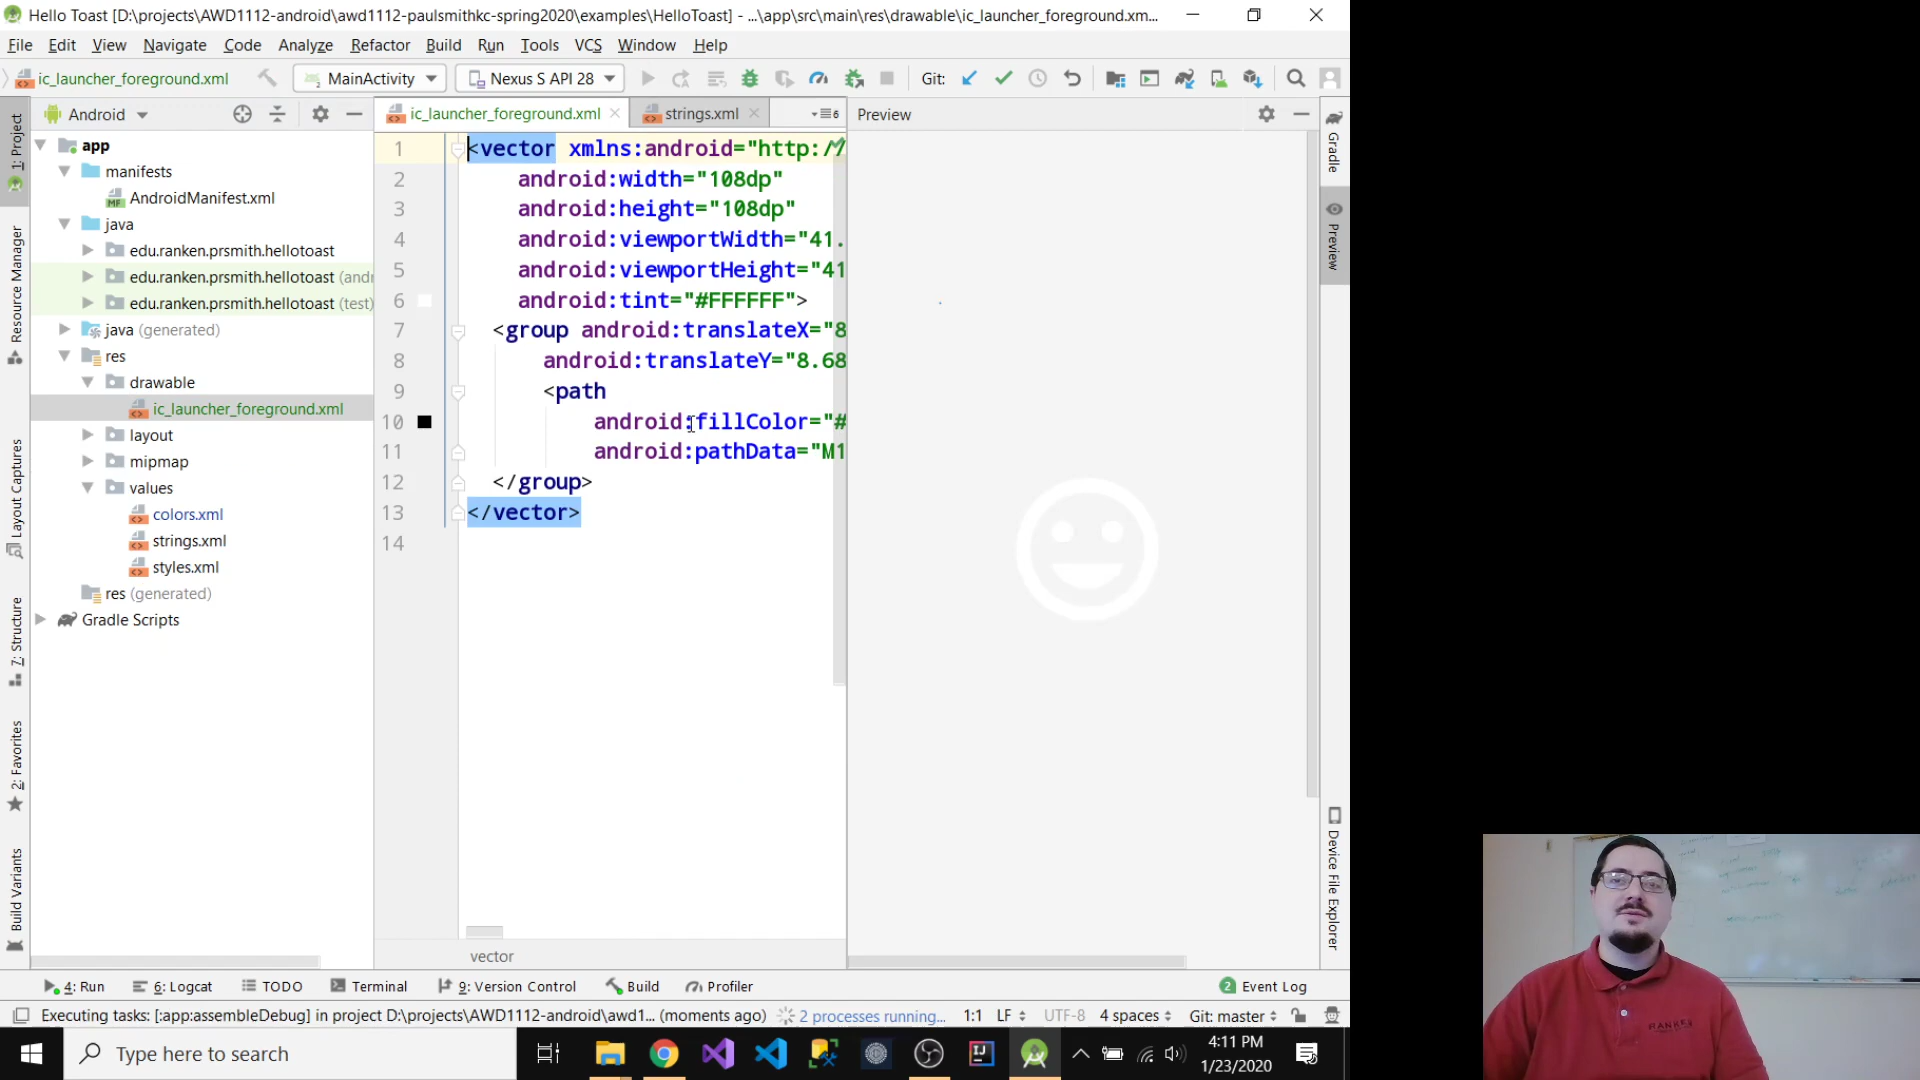 Hello Toast [D:\projects\AWD1112-android\awd1112-paulsmithkc-spring2020\examples\HelloToast] - ...\app\src\main\res\drawable\ic_launcher_foreground.xm...
File Edit View Navigate Code Analyze Refactor Build Run Tools VCS Window Help
ic_launcher_foreground.xml MainActivity Nexus S API 28 Git:
Android ic_launcher_foreground.xml strings.xml 6 Preview
1: Project
Resource Manager
Layout Captures
7: Structure
2: Favorites
Build Variants
app
manifests
AndroidManifest.xml
java
edu.ranken.prsmith.hellotoast
edu.ranken.prsmith.hellotoast (andr
edu.ranken.prsmith.hellotoast (test)
java (generated)
res
drawable
ic_launcher_foreground.xml
layout
mipmap
values
colors.xml
strings.xml
styles.xml
res (generated)
Gradle Scripts
1 <vector xmlns:android="http:/
2 android:width="108dp"
3 android:height="108dp"
4 android:viewportWidth="41.
5 android:viewportHeight="41
6 android:tint="#FFFFFF">
7 <group android:translateX="8
8 android:translateY="8.68
9 <path
10 android:fillColor="#
11 android:pathData="M1
12 </group>
13 </vector>
14
vector
Gradle
Preview
Device File Explorer
4: Run 6: Logcat TODO Terminal 9: Version Control Build Profiler 2 Event Log
Executing tasks: [:app:assembleDebug] in project D:\projects\AWD1112-android\awd1... (moments ago) 2 processes running... 1:1 LF UTF-8 4 spaces Git: master
Type here to search
4:11 PM
1/23/2020
RANKEN